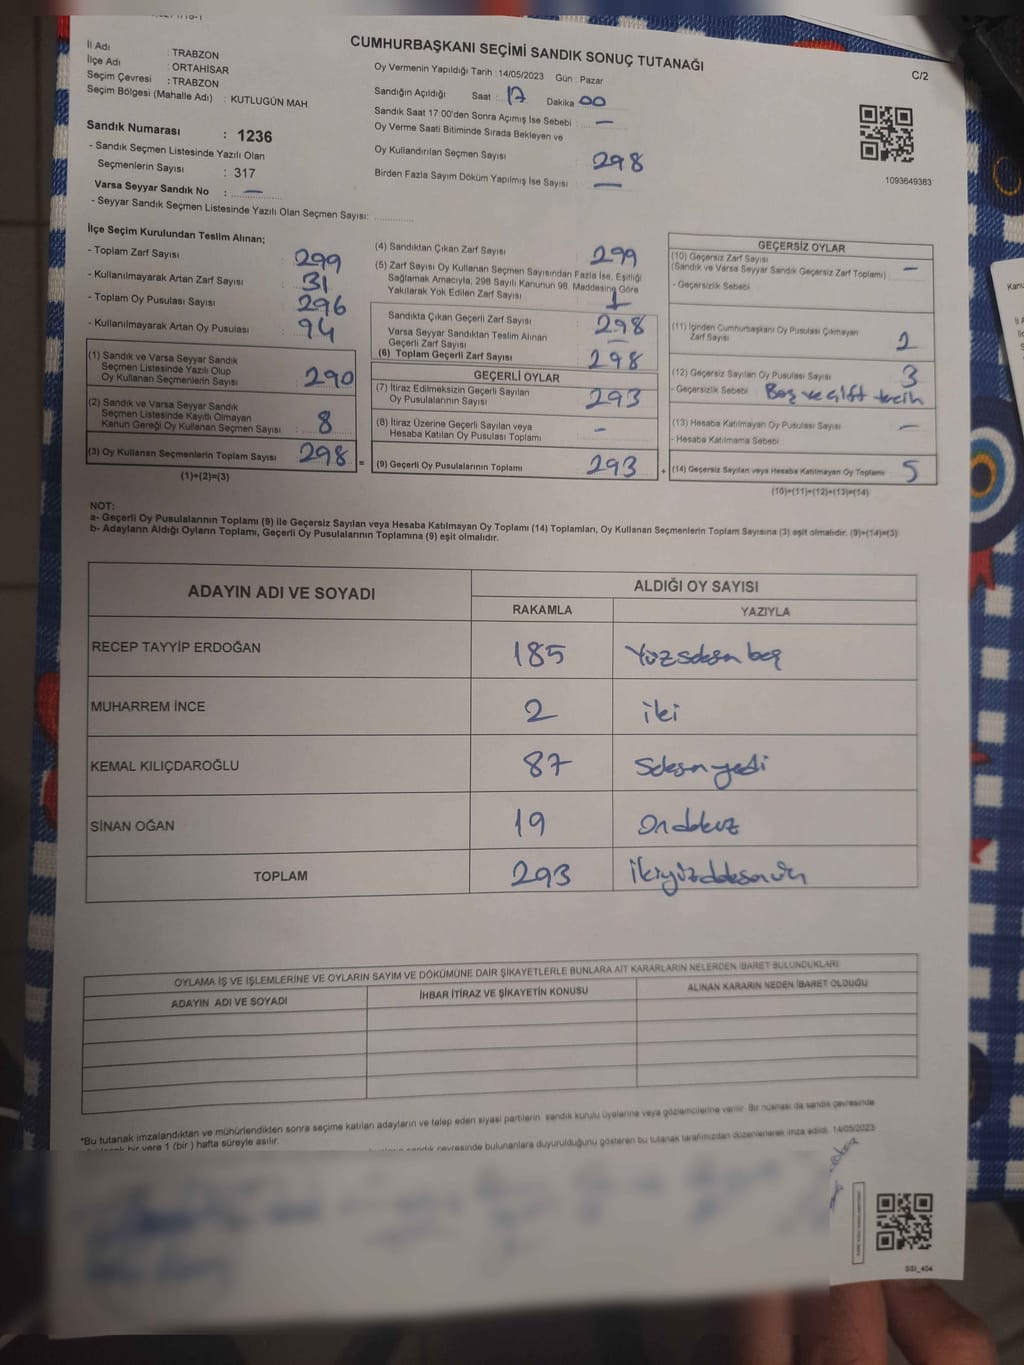 CUMHURBAŞKANI SEÇİMİ SANDIK SONUÇ TUTANAĞI
C/2
İl Adı : TRABZON
İlçe Adı : ORTAHİSAR
Seçim Çevresi : TRABZON
Seçim Bölgesi (Mahalle Adı) : KUTLUGÜN MAH.
Sandık Numarası : 1236
- Sandık Seçmen Listesinde Yazılı Olan
Seçmenlerin Sayısı : 317
Varsa Seyyar Sandık No : —
- Seyyar Sandık Seçmen Listesinde Yazılı Olan Seçmen Sayısı: ..............
Oy Vermenin Yapıldığı Tarih : 14/05/2023 Gün : Pazar
Sandığın Açıldığı Saat : 17 Dakika 00
Sandık Saat 17:00'den Sonra Açımış İse Sebebi : —
Oy Verme Saati Bitiminde Sırada Bekleyen ve
Oy Kullandırılan Seçmen Sayısı 298
Birden Fazla Sayım Döküm Yapılmış İse Sayısı —
1093649383
İlçe Seçim Kurulundan Teslim Alınan;
- Toplam Zarf Sayısı : 299
- Kullanılmayarak Artan Zarf Sayısı : 31
- Toplam Oy Pusulası Sayısı : 296
- Kullanılmayarak Artan Oy Pusulası : 94
(1) Sandık ve Varsa Seyyar Sandık
Seçmen Listesinde Yazılı Olup
Oy Kullanan Seçmenlerin Sayısı : 290
(2) Sandık ve Varsa Seyyar Sandık
Seçmen Listesinde Kayıtlı Olmayan
Kanun Gereği Oy Kullanan Seçmen Sayısı : 8
(3) Oy Kullanan Seçmenlerin Toplam Sayısı : 298 =
(1)+(2)=(3)
(4) Sandıktan Çıkan Zarf Sayısı 299
(5) Zarf Sayısı Oy Kullanan Seçmen Sayısından Fazla İse, Eşitliği
Sağlamak Amacıyla, 298 Sayılı Kanunun 98. Maddesine Göre
Yakılarak Yok Edilen Zarf Sayısı 1
Sandıkta Çıkan Geçerli Zarf Sayısı 298
Varsa Seyyar Sandıktan Teslim Alınan
Geçerli Zarf Sayısı —
(6) Toplam Geçerli Zarf Sayısı 298
GEÇERLİ OYLAR
(7) İtiraz Edilmeksizin Geçerli Sayılan
Oy Pusulalarının Sayısı 293
(8) İtiraz Üzerine Geçerli Sayılan veya
Hesaba Katılan Oy Pusulası Toplamı —
(9) Geçerli Oy Pusulalarının Toplamı 293 +
GEÇERSİZ OYLAR
(10) Geçersiz Zarf Sayısı
(Sandık ve Varsa Seyyar Sandık Geçersiz Zarf Toplamı) —
- Geçersizlik Sebebi
(11) İçinden Cumhurbaşkanı Oy Pusulası Çıkmayan
Zarf Sayısı 2
(12) Geçersiz Sayılan Oy Pusulası Sayısı 3
- Geçersizlik Sebebi Boş ve çift tercih
(13) Hesaba Katılmayan Oy Pusulası Sayısı —
- Hesaba Katılmama Sebebi
(14) Geçersiz Sayılan veya Hesaba Katılmayan Oy Toplamı 5
(10)+(11)+(12)+(13)=(14)
NOT:
a- Geçerli Oy Pusulalarının Toplamı (9) ile Geçersiz Sayılan veya Hesaba Katılmayan Oy Toplamı (14) Toplamları, Oy Kullanan Seçmenlerin Toplam Sayısına (3) eşit olmalıdır. (9)+(14)=(3)
b- Adayların Aldığı Oyların Toplamı, Geçerli Oy Pusulalarının Toplamına (9) eşit olmalıdır.
ADAYIN ADI VE SOYADI ALDIĞI OY SAYISI
RAKAMLA YAZIYLA
RECEP TAYYİP ERDOĞAN 185 Yüzseksen beş
MUHARREM İNCE 2 iki
KEMAL KILIÇDAROĞLU 87 Seksenyedi
SİNAN OĞAN 19 Ondokuz
TOPLAM 293 İkiyüzdoksanüç
OYLAMA İŞ VE İŞLEMLERİNE VE OYLARIN SAYIM VE DÖKÜMÜNE DAİR ŞİKAYETLERLE BUNLARA AİT KARARLARIN NELERDEN İBARET BULUNDUKLARI
ADAYIN ADI VE SOYADI İHBAR İTİRAZ VE ŞİKAYETİN KONUSU ALINAN KARARIN NEDEN İBARET OLDUĞU
*Bu tutanak imzalandıktan ve mühürlendikten sonra seçime katılan adayların ve talep eden siyasi partilerin sandık kurulu üyelerine veya gözlemcilerine verilir. Bir nüshası da sandık çevresinde
bir yere 1 (bir ) hafta süreyle asılır.
sandık çevresinde bulunanlara duyurulduğunu gösteren bu tutanak tarafımızdan düzenlenerek imza edildi. 14/05/2023
SSI_404